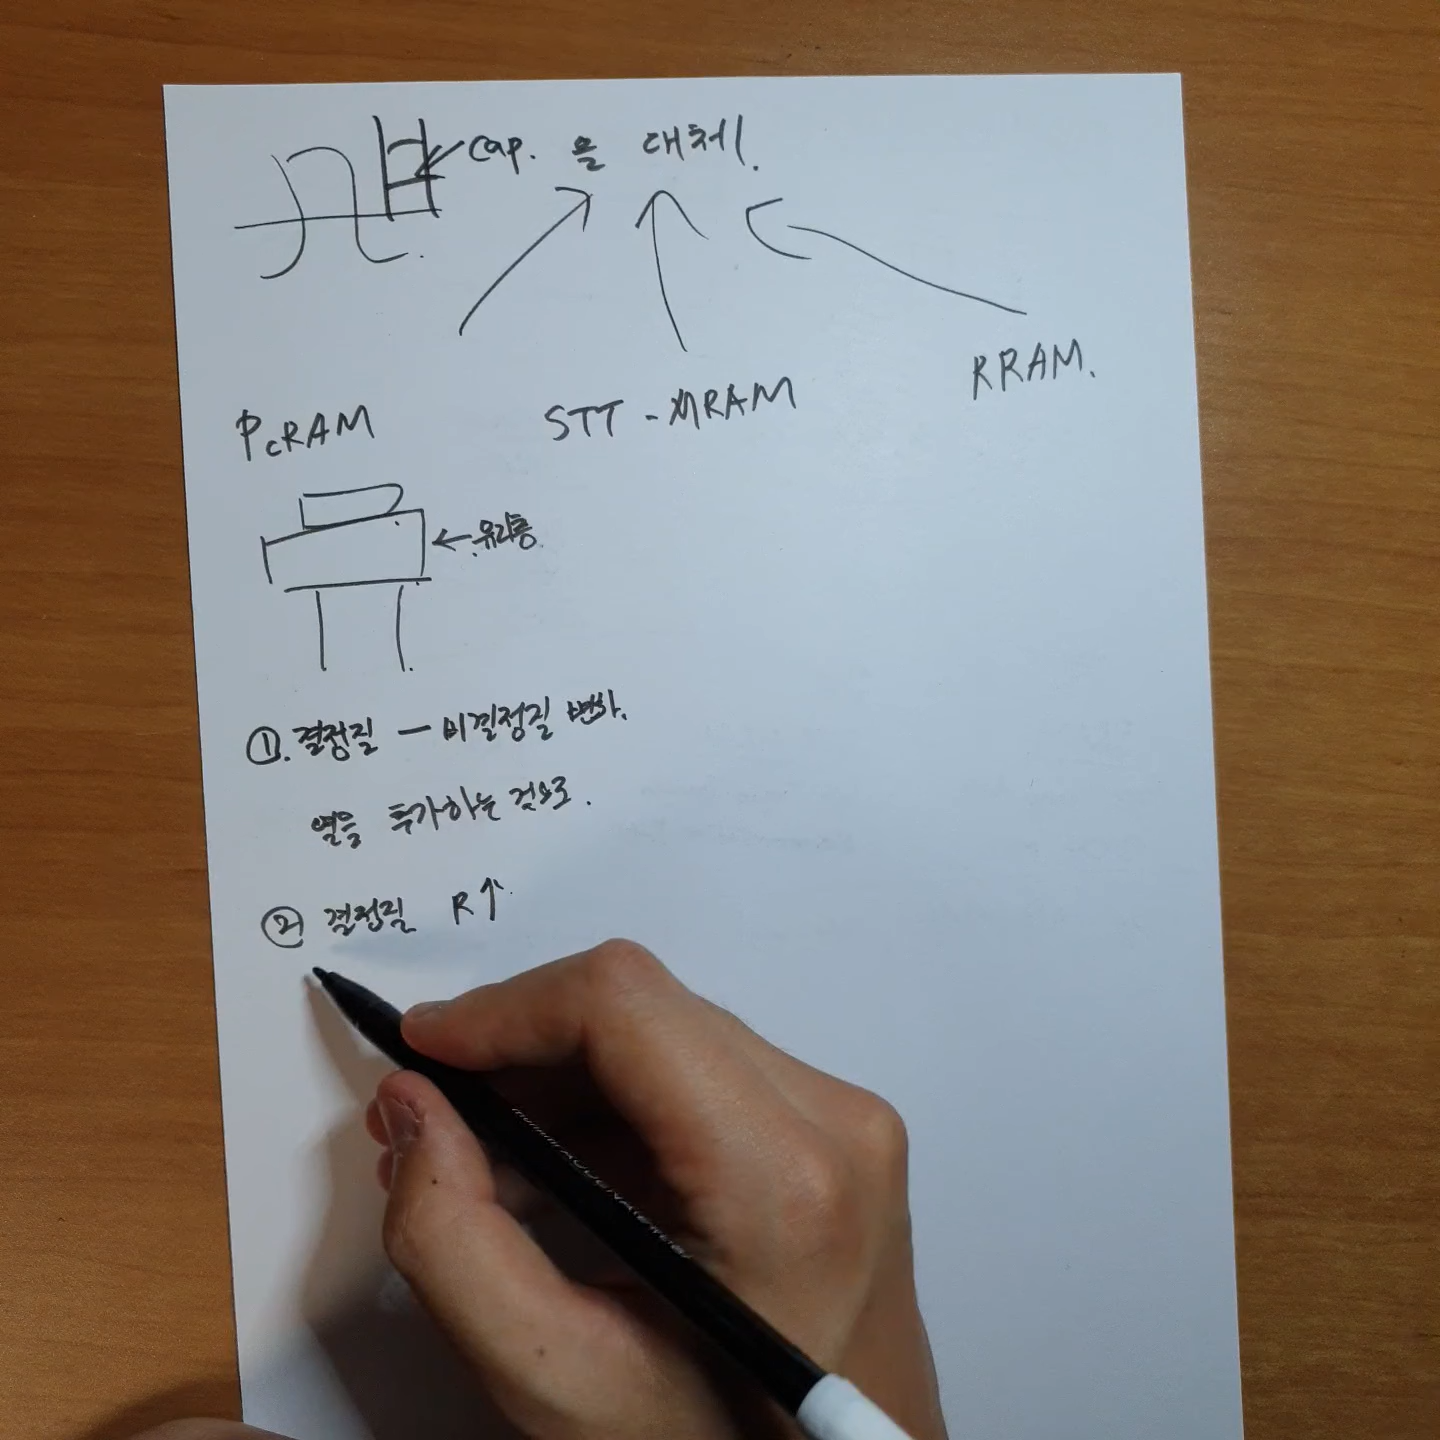 cap. 을 대체.
PCRAM
STT - MRAM
RRAM.
유리통
①. 결정질 - 비결정질 변화.
열을 추가하는 것으로.
② 결정질 R↑